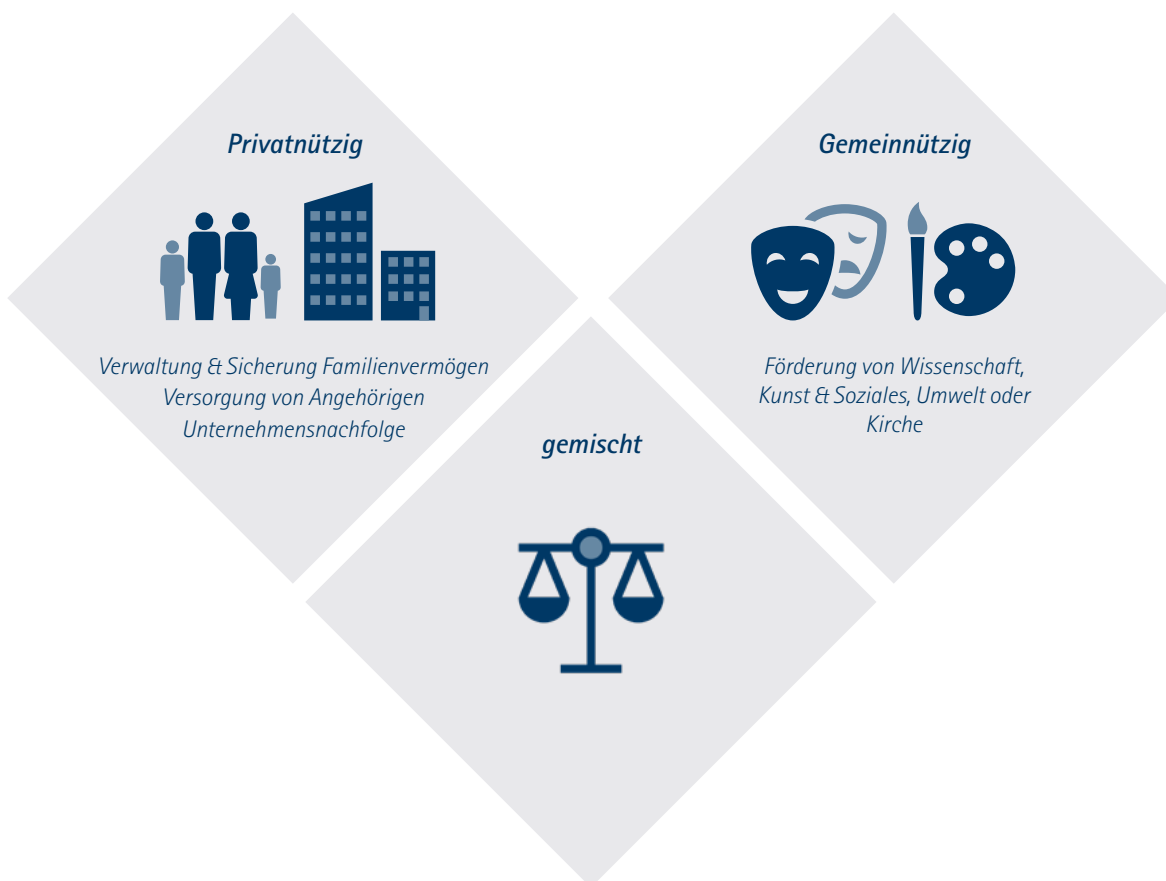 Privatnützig
Verwaltung & Sicherung Familienvermögen
Versorgung von Angehörigen
Unternehmensnachfolge
Gemeinnützig
Förderung von Wissenschaft,
Kunst & Soziales, Umwelt oder
Kirche
gemischt